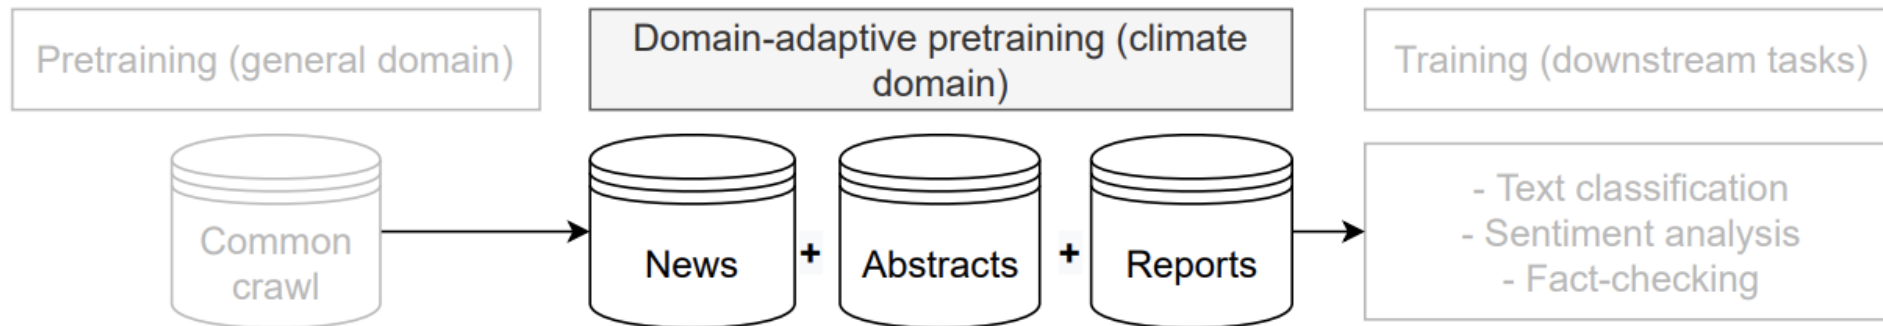 Pretraining (general domain)
Domain-adaptive pretraining (climate
domain)
Training (downstream tasks)
Common
crawl
News
+
Abstracts
+
Reports
- Text classification
- Sentiment analysis
- Fact-checking